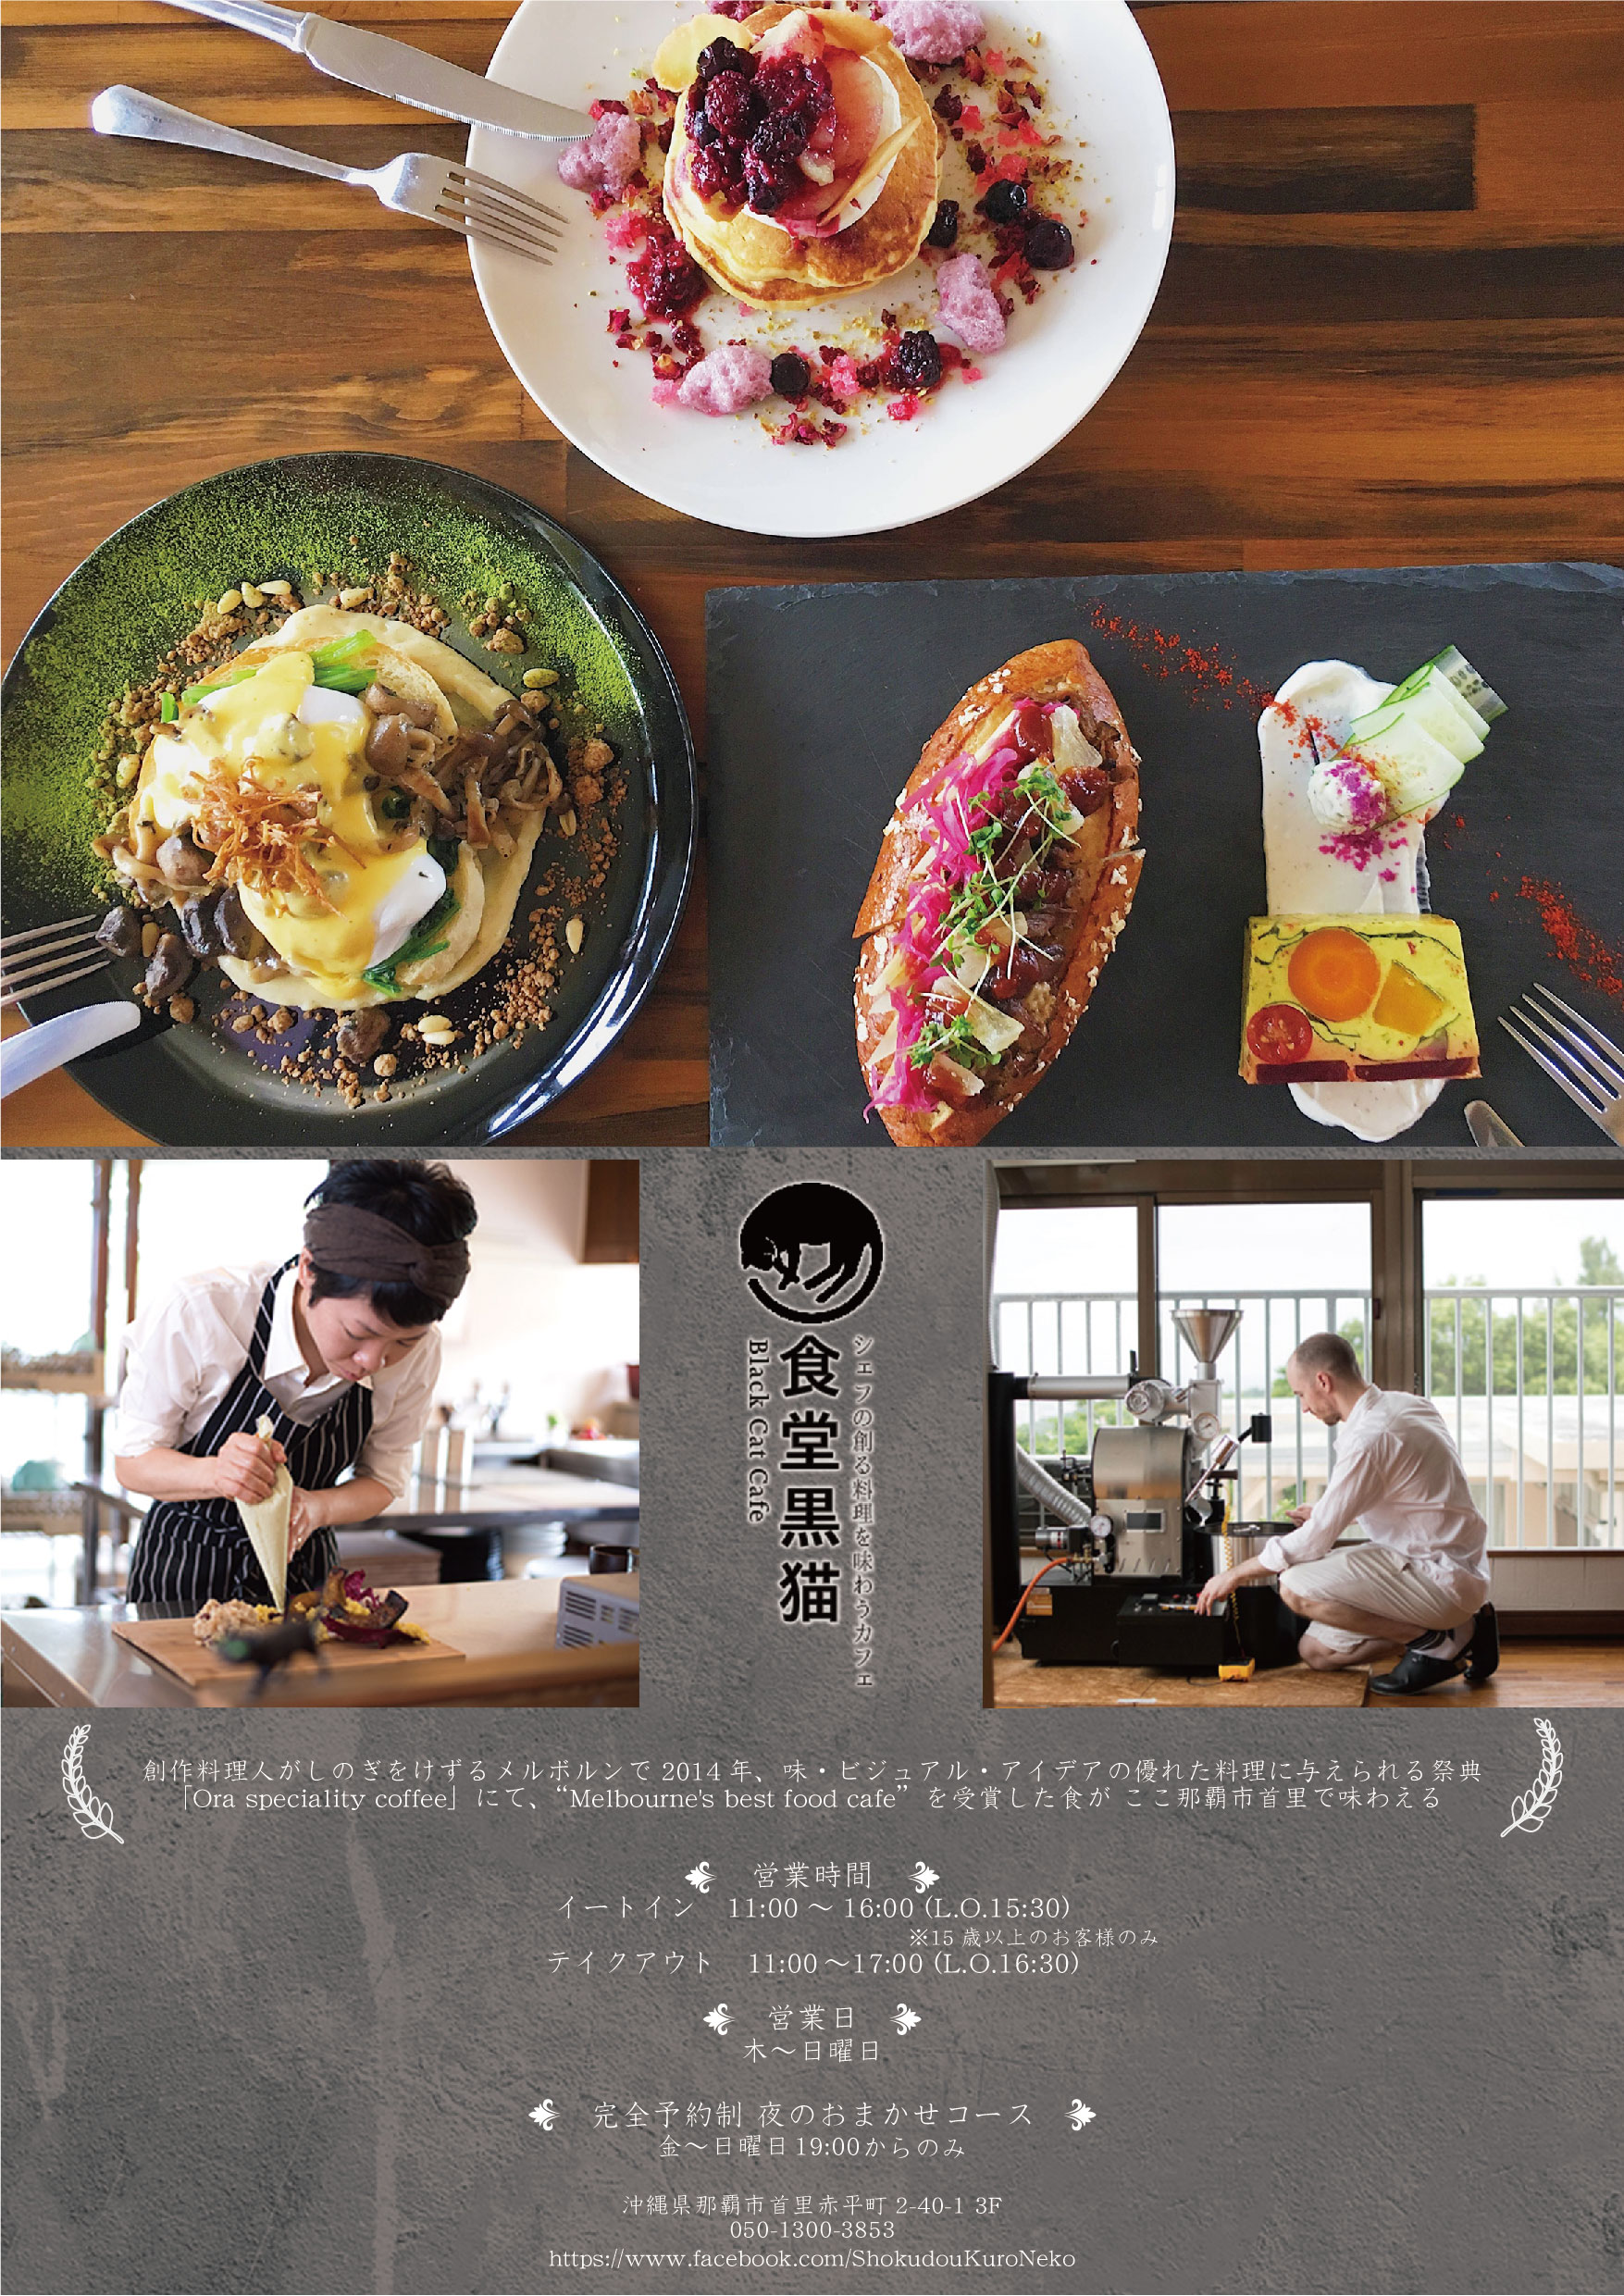 シェフの創る料理を味わうカフェ
食堂黒猫
Black Cat Cafe
創作料理人がしのぎをけずるメルボルンで 2014 年、味・ビジュアル・アイデアの優れた料理に与えられる祭典
「Ora speciality coffee」にて、“Melbourne's best food cafe” を受賞した食が ここ那覇市首里で味わえる
営業時間
イートイン 11:00 ～ 16:00 (L.O.15:30)
※15 歳以上のお客様のみ
テイクアウト 11:00～17:00 (L.O.16:30)
営業日
木～日曜日
完全予約制 夜のおまかせコース
金～日曜日 19:00からのみ
沖縄県那覇市首里赤平町 2-40-1 3F
050-1300-3853
https://www.facebook.com/ShokudouKuroNeko